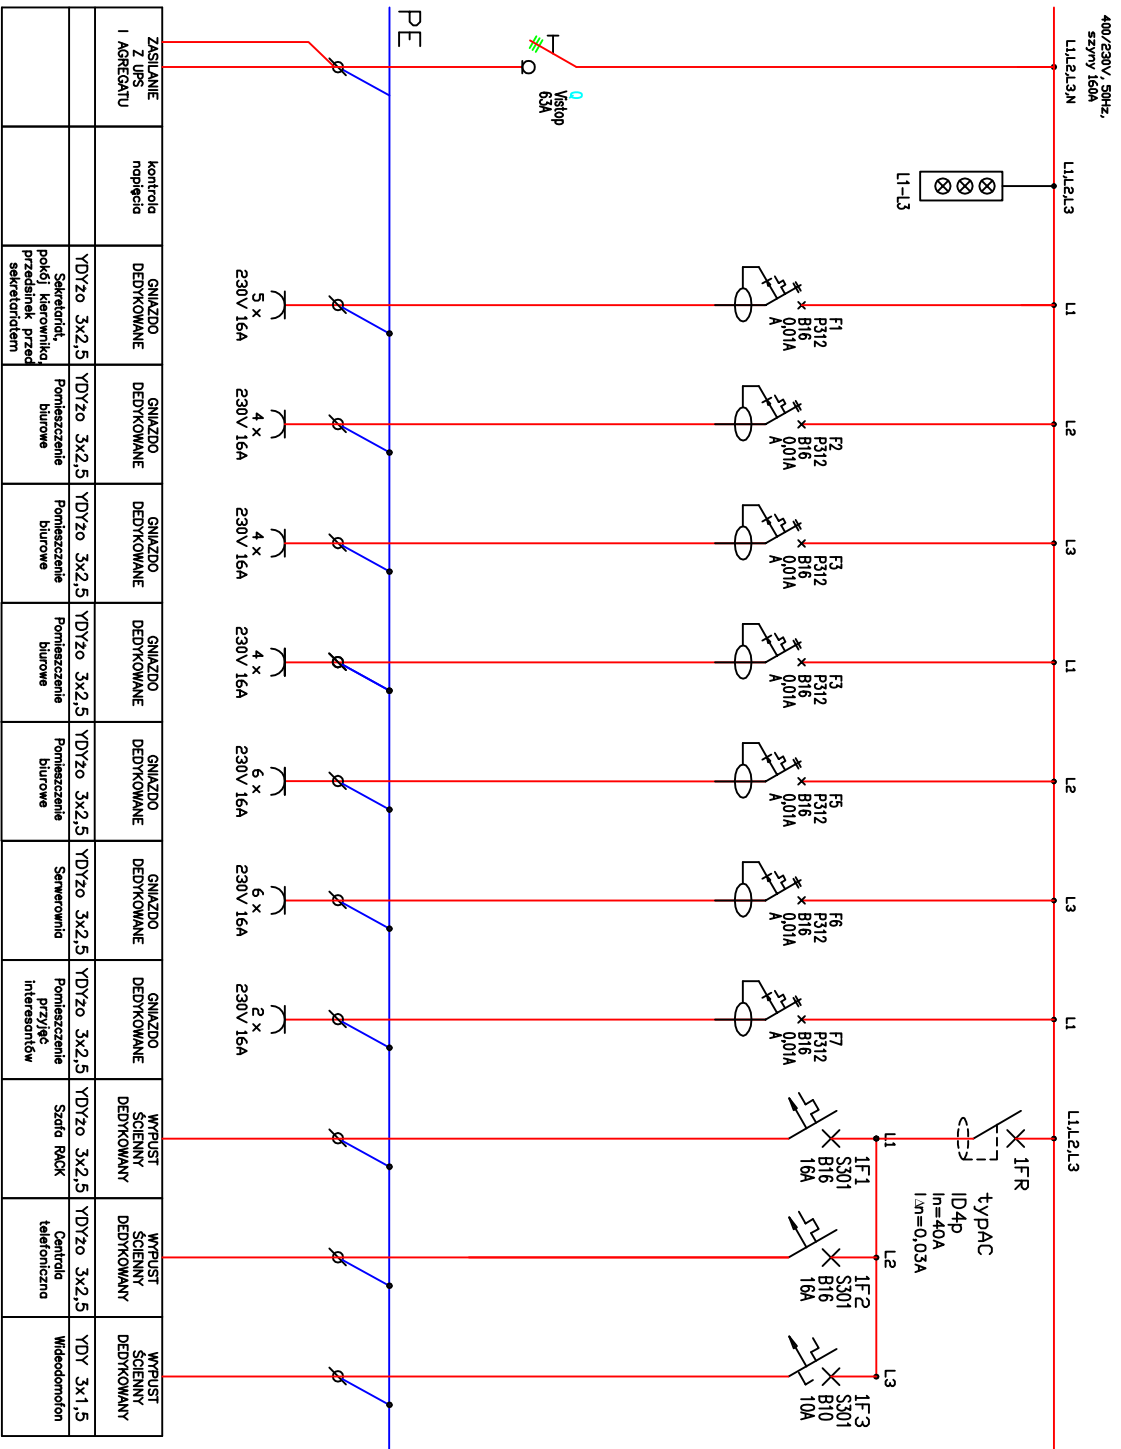 400/230V, 50Hz,
szyny 160A
L1,L2,L3,N
L1,L2,L3
L1
L2
L3
L1
L2
L3
L1
L1,L2,L3
Q
Vistop
63A
PE
L1-L3
F1
P312
B16
0,01A
A
F2
P312
B16
0,01A
A
F3
P312
B16
0,01A
A
F3
P312
B16
0,01A
A
F5
P312
B16
0,01A
A
F6
P312
B16
0,01A
A
F7
P312
B16
0,01A
A
1FR
typAC
ID4p
In=40A
IΔn=0,03A
L1
1F1
S301
B16
16A
L2
1F2
S301
B16
16A
L3
1F3
S301
B10
10A
5 x
230V 16A
4 x
230V 16A
4 x
230V 16A
4 x
230V 16A
6 x
230V 16A
6 x
230V 16A
2 x
230V 16A
ZASILANIE
Z UPS
I AGREGATU
kontrola
napięcia
GNIAZDO
DEDYKOWANE
GNIAZDO
DEDYKOWANE
GNIAZDO
DEDYKOWANE
GNIAZDO
DEDYKOWANE
GNIAZDO
DEDYKOWANE
GNIAZDO
DEDYKOWANE
GNIAZDO
DEDYKOWANE
WYPUST
ŚCIENNY
DEDYKOWANY
WYPUST
ŚCIENNY
DEDYKOWANY
WYPUST
ŚCIENNY
DEDYKOWANY
YDYżo 3x2,5
YDYżo 3x2,5
YDYżo 3x2,5
YDYżo 3x2,5
YDYżo 3x2,5
YDYżo 3x2,5
YDYżo 3x2,5
YDYżo 3x2,5
YDYżo 3x2,5
YDY 3x1,5
Sekretariat,
pokój kierownika,
przedsinek przed
sekretariatem
Pomieszczenie
biurowe
Pomieszczenie
biurowe
Pomieszczenie
biurowe
Pomieszczenie
biurowe
Serwerownia
Pomieszczenie
przyjęć
interesantów
Szafa RACK
Centrala
telefoniczna
Wideodomofon